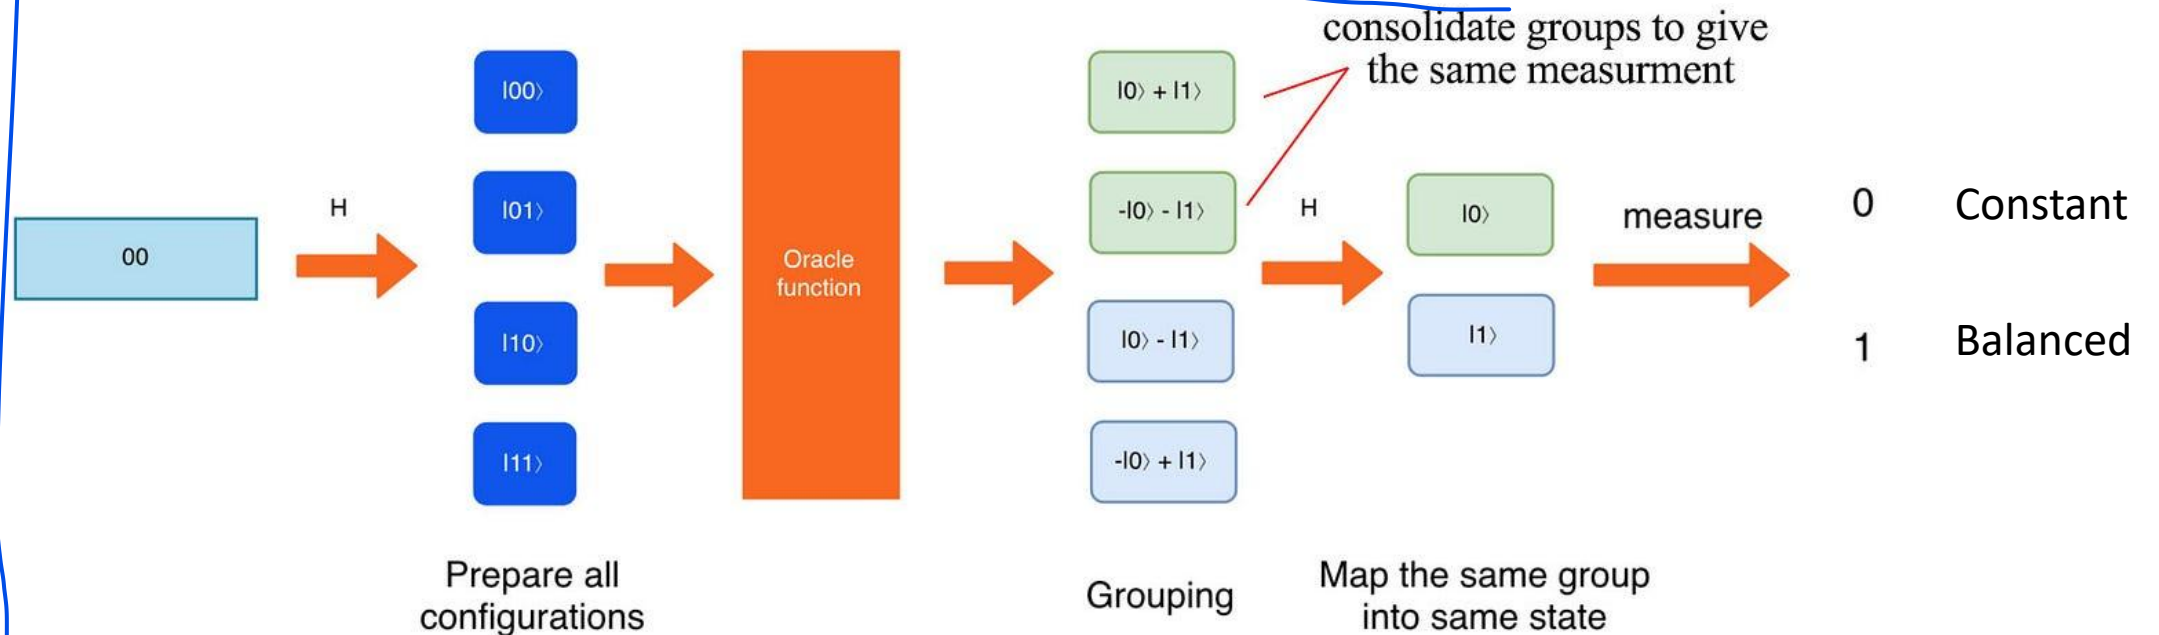 consolidate groups to give
the same measurment
00
H
|00⟩
|01⟩
|10⟩
|11⟩
Prepare all
configurations
Oracle
function
|0⟩ + |1⟩
-|0⟩ - |1⟩
|0⟩ - |1⟩
-|0⟩ + |1⟩
Grouping
H
|0⟩
|1⟩
Map the same group
into same state
measure
0 Constant
1 Balanced